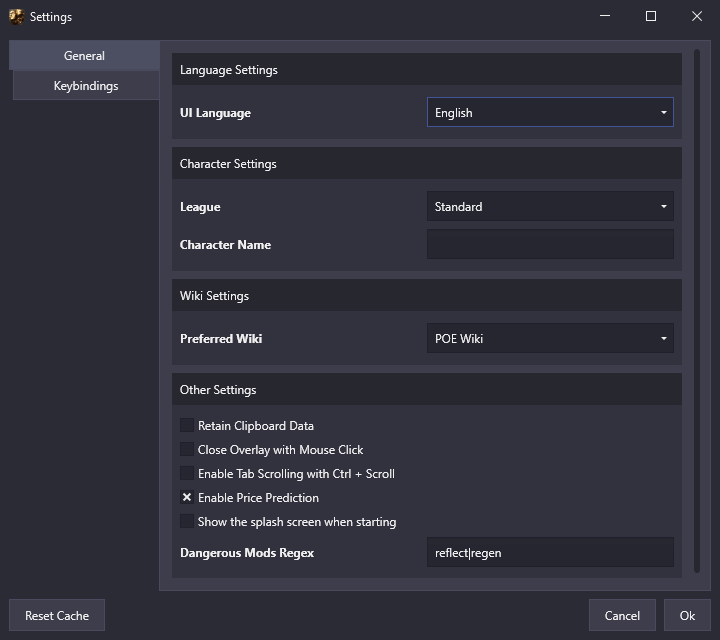 Settings
General
Keybindings
Language Settings
UI Language
English
Character Settings
League
Standard
Character Name
Wiki Settings
Preferred Wiki
POE Wiki
Other Settings
Retain Clipboard Data
Close Overlay with Mouse Click
Enable Tab Scrolling with Ctrl + Scroll
Enable Price Prediction
Show the splash screen when starting
Dangerous Mods Regex
reflect|regen
Reset Cache
Cancel
Ok